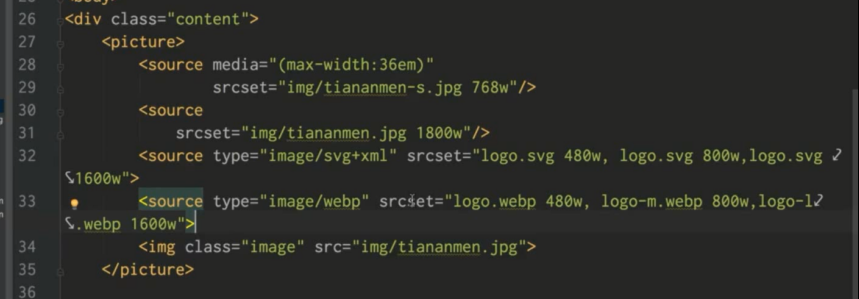 26 <div class="content">
27 <picture>
28 <source media="(max-width:36em)"
29 srcset="img/tiananmen-s.jpg 768w"/>
30 <source
31 srcset="img/tiananmen.jpg 1800w"/>
32 <source type="image/svg+xml" srcset="logo.svg 480w, logo.svg 800w,logo.svg
1600w">
33 <source type="image/webp" srcset="logo.webp 480w, logo-m.webp 800w,logo-l
.webp 1600w">
34 <img class="image" src="img/tiananmen.jpg">
35 </picture>
36